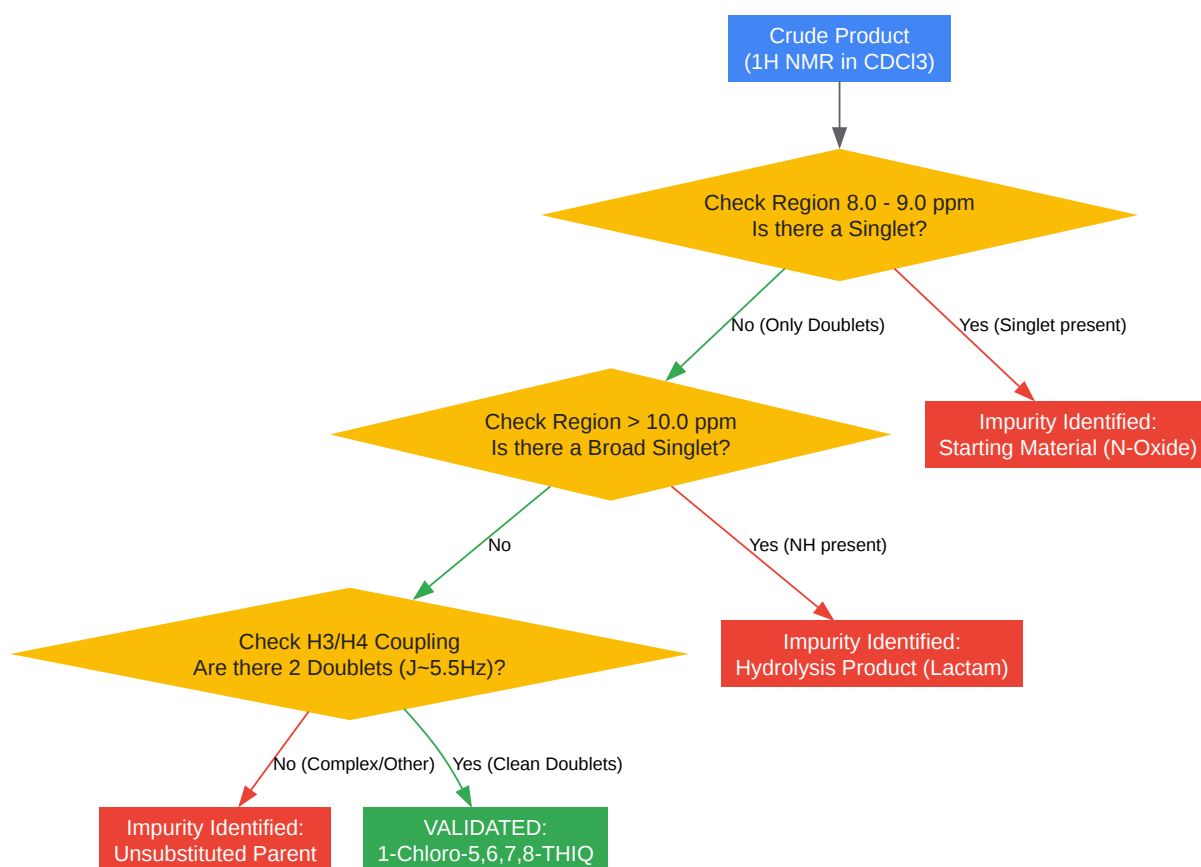 Crude Product
(1H NMR in CDCl3)
Check Region 8.0 - 9.0 ppm
Is there a Singlet?
No (Only Doublets)
Yes (Singlet present)
Check Region > 10.0 ppm
Is there a Broad Singlet?
Impurity Identified:
Starting Material (N-Oxide)
No
Yes (NH present)
Check H3/H4 Coupling
Are there 2 Doublets (J~5.5Hz)?
Impurity Identified:
Hydrolysis Product (Lactam)
No (Complex/Other)
Yes (Clean Doublets)
Impurity Identified:
Unsubstituted Parent
VALIDATED:
1-Chloro-5,6,7,8-THIQ